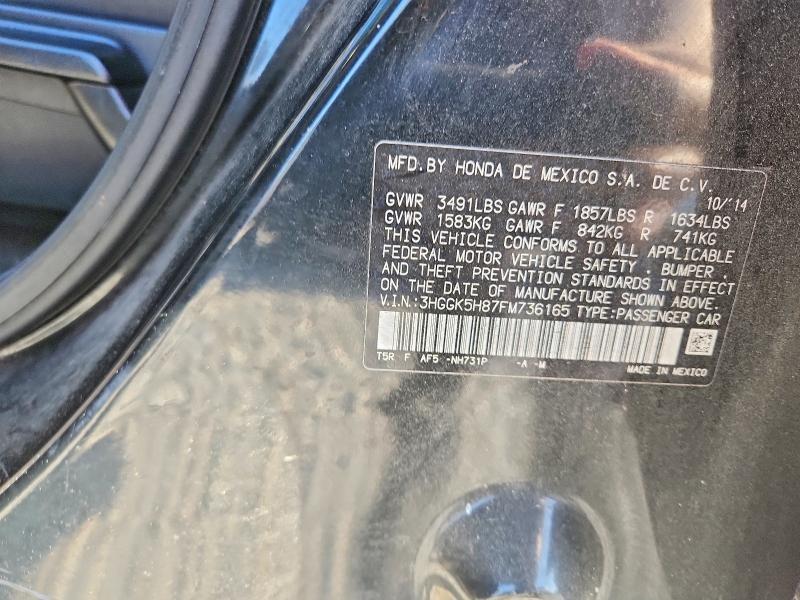 MFD. BY HONDA DE MEXICO S.A. DE C.V.
10/14
GVWR 3491LBS GAWR F 1857LBS R 1634LBS
GVWR 1583KG GAWR F 842KG R 741KG
THIS VEHICLE CONFORMS TO ALL APPLICABLE
FEDERAL MOTOR VEHICLE SAFETY . BUMPER .
AND THEFT PREVENTION STANDARDS IN EFFECT
ON THE DATE OF MANUFACTURE SHOWN ABOVE.
V.I.N.:3HGGK5H87FM736165 TYPE:PASSENGER CAR
T5R F AF5 -NH731P -A -M
MADE IN MEXICO